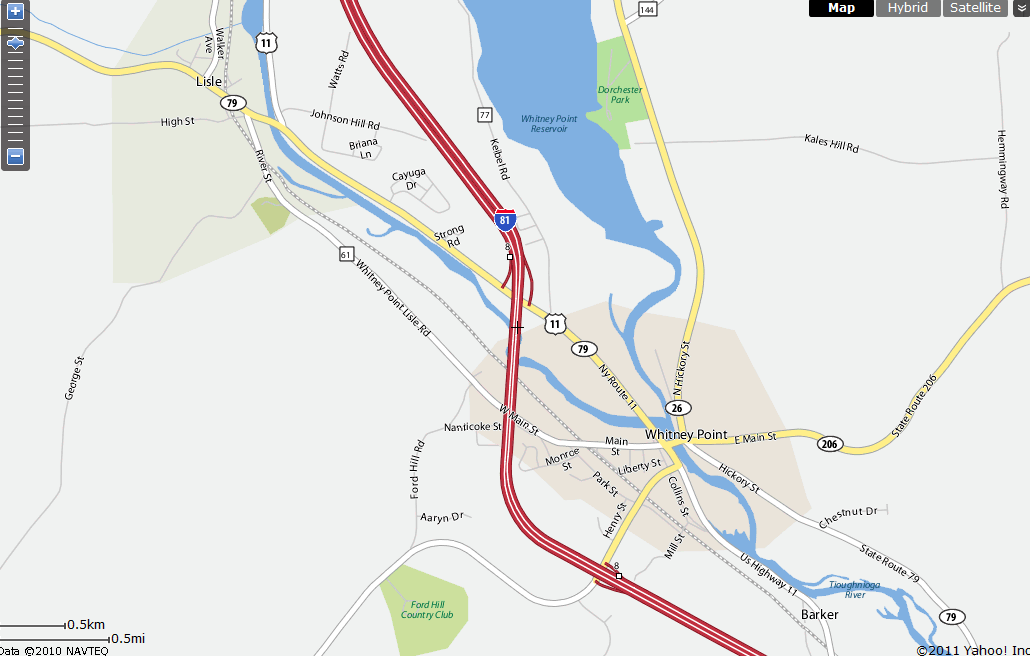 144
Map
Hybrid
Satellite
11
Walker
Ave
Watts Rd
Lisle
79
Dorchester
Park
77
Whitney Point
Reservoir
High St
Johnson Hill Rd
Briana
Ln
Keibel Rd
Kales Hill Rd
Hemmingway Rd
River St
Cayuga
Dr
81
Strong
Rd
8
61
Whitney Point Lisle Rd
11
79
Ny Route 11
N Hickory St
George St
State Route 206
26
W Main St
Nanticoke St
Whitney Point
Main
St
E Main St
206
Ford Hill Rd
Monroe
St
Liberty St
Park St
Collins St
Hickory St
Henry St
Aaryn Dr
Chestnut Dr
Mill St
State Route 79
8
Us Highway 11
Tioughnioga
River
Ford Hill
Country Club
Barker
79
0.5km
0.5mi
Data ©2010 NAVTEQ
©2011 Yahoo! Inc